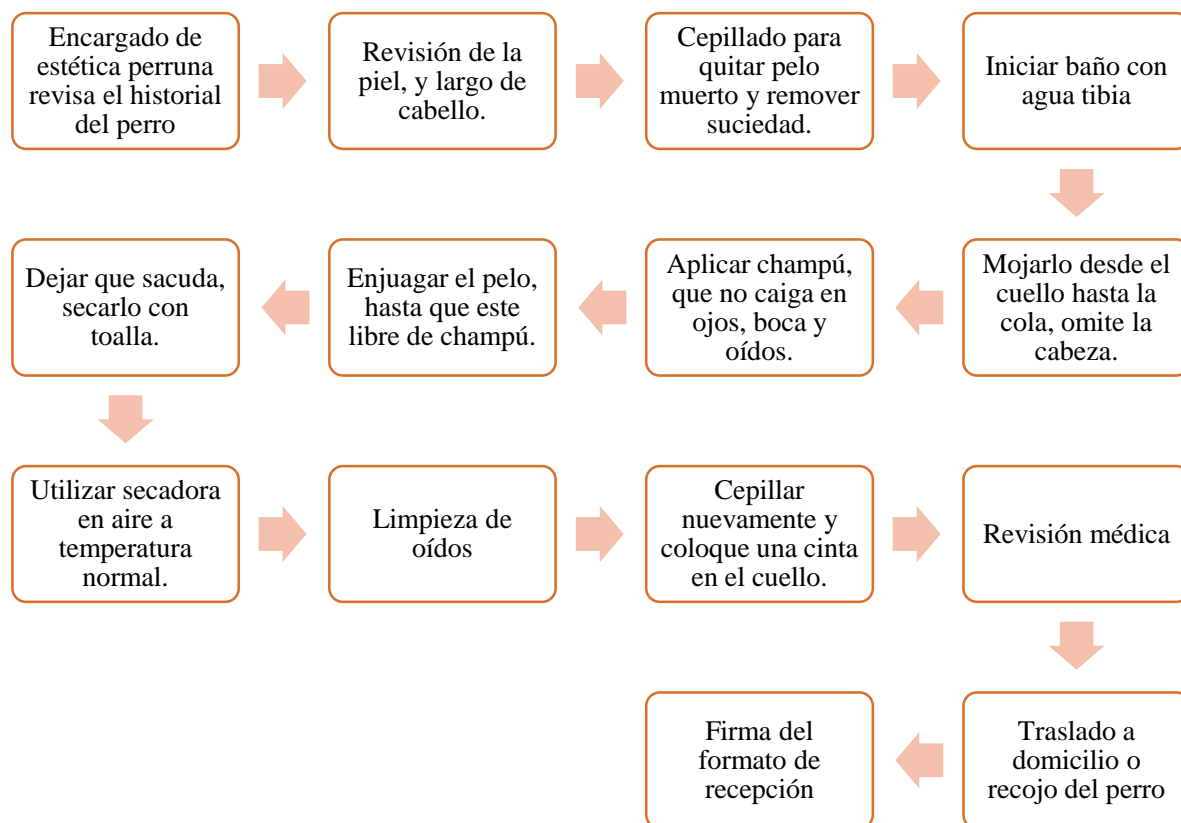 Encargado de
estética perruna
revisa el historial
del perro
Revisión de la
piel, y largo de
cabello.
Cepillado para
quitar pelo
muerto y remover
suciedad.
Iniciar baño con
agua tibia
Mojarlo desde el
cuello hasta la
cola, omite la
cabeza.
Aplicar champú,
que no caiga en
ojos, boca y
oídos.
Enjuagar el pelo,
hasta que este
libre de champú.
Dejar que sacuda,
secarlo con
toalla.
Utilizar secadora
en aire a
temperatura
normal.
Limpieza de
oídos
Cepillar
nuevamente y
coloque una cinta
en el cuello.
Revisión médica
Traslado a
domicilio o
recojo del perro
Firma del
formato de
recepción